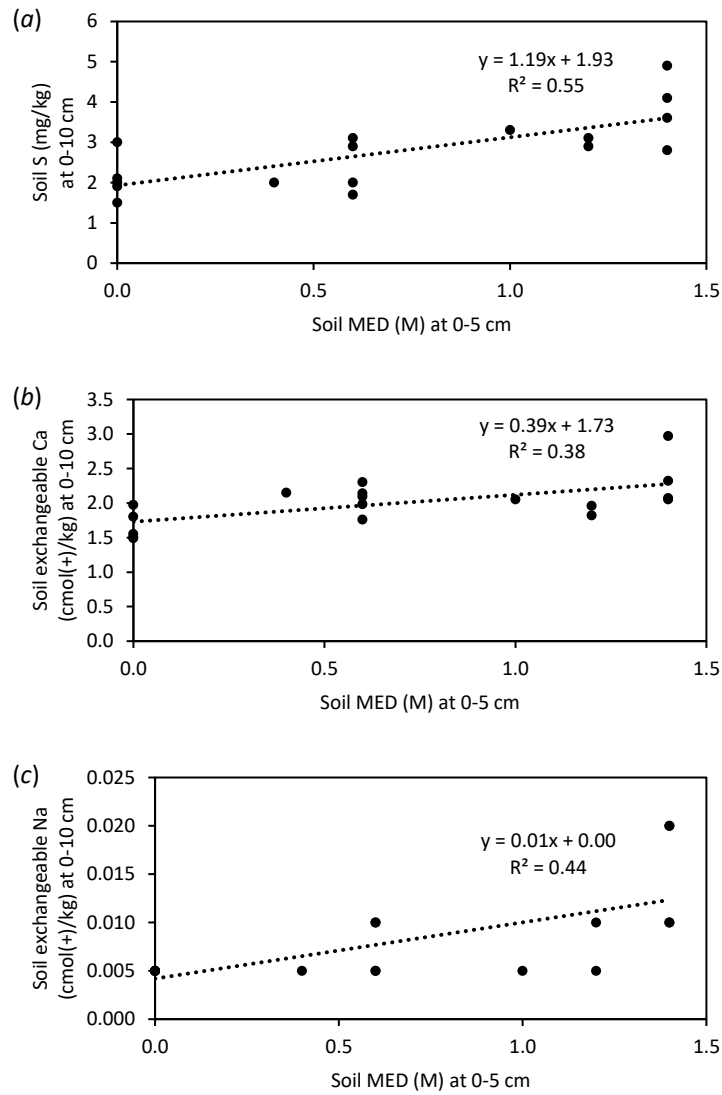 (a)
6
5
4
3
2
1
0
Soil S (mg/kg)
at 0-10 cm
y = 1.19x + 1.93
R² = 0.55
0.0 0.5 1.0 1.5
Soil MED (M) at 0-5 cm
(b)
3.5
3.0
2.5
2.0
1.5
1.0
0.5
0.0
Soil exchangeable Ca
(cmol(+)/kg) at 0-10 cm
y = 0.39x + 1.73
R² = 0.38
0.0 0.5 1.0 1.5
Soil MED (M) at 0-5 cm
(c)
0.025
0.020
0.015
0.010
0.005
0.000
Soil exchangeable Na
(cmol(+)/kg) at 0-10 cm
y = 0.01x + 0.00
R² = 0.44
0.0 0.5 1.0 1.5
Soil MED (M) at 0-5 cm